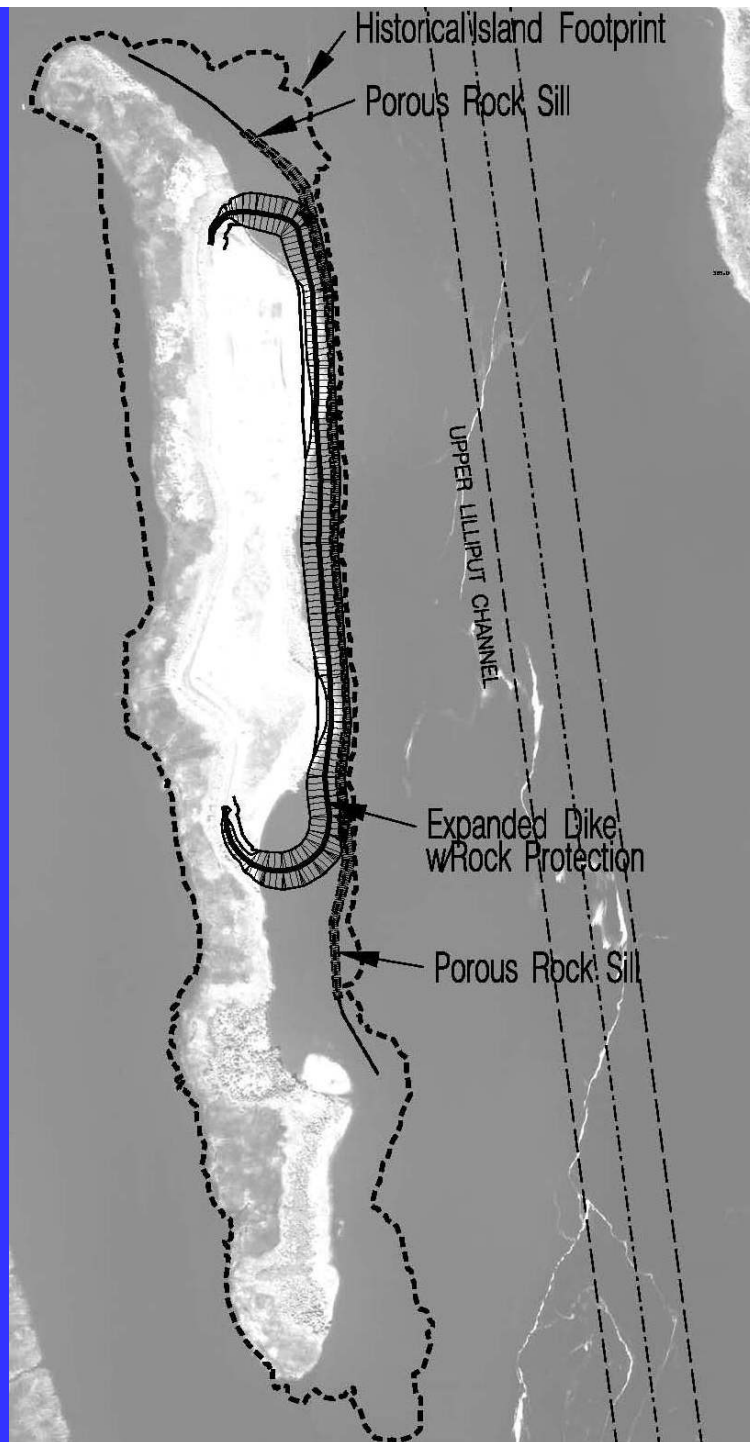 Historical Island Footprint
Porous Rock Sill
UPPER LILLIPUT CHANNEL
Expanded Dike
w/Rock Protection
Porous Rock Sill